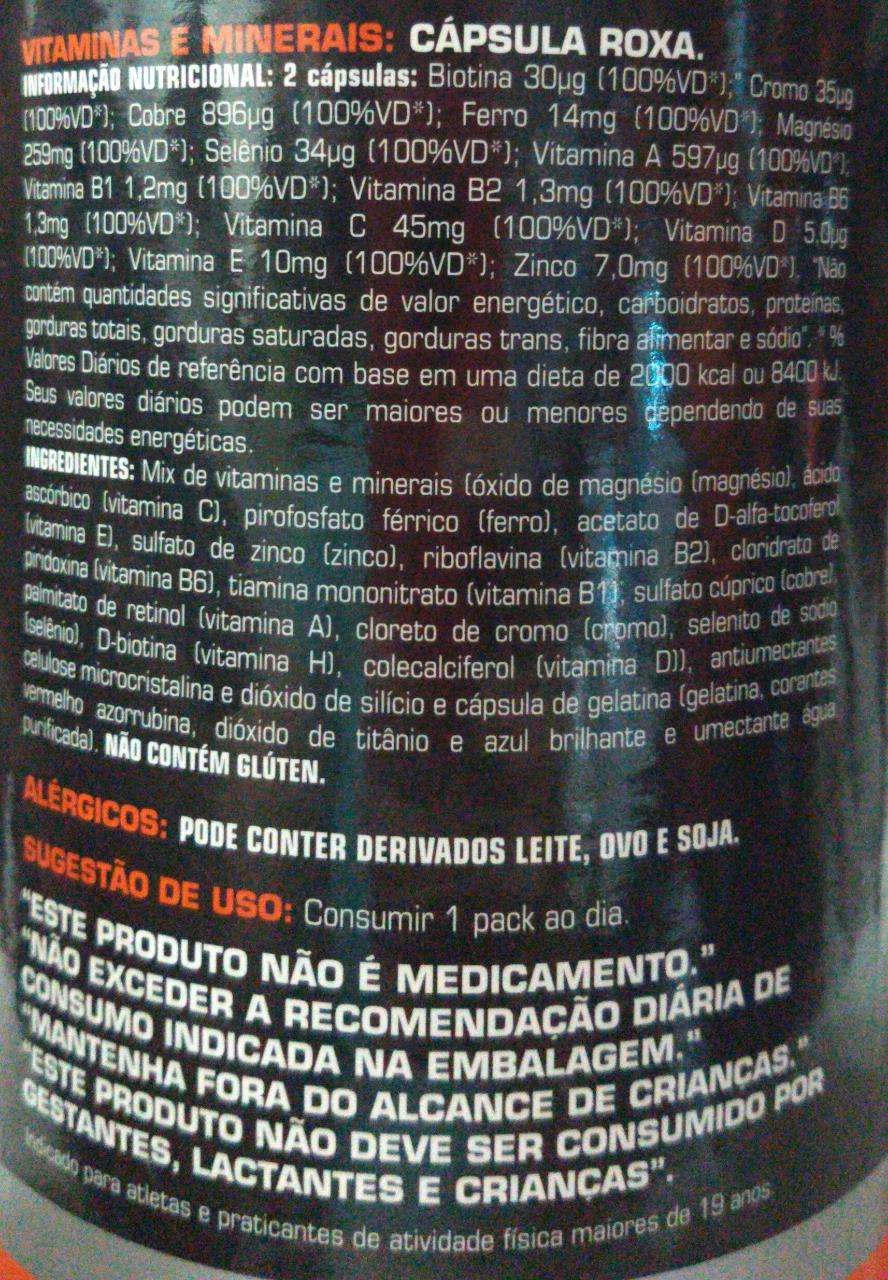 VITAMINAS E MINERAIS: CÁPSULA ROXA.
INFORMAÇÃO NUTRICIONAL: 2 cápsulas: Biotina 30µg (100%VD*);" Cromo 35µg
(100%VD*); Cobre 896µg (100%VD*); Ferro 14mg (100%VD*); Magnésio
259mg (100%VD*); Selênio 34µg (100%VD*); Vitamina A 597µg (100%VD*);
Vitamina B1 1,2mg (100%VD*); Vitamina B2 1,3mg (100%VD*); Vitamina B6
1,3mg (100%VD*); Vitamina C 45mg (100%VD*); Vitamina D 5.0µg
(100%VD*); Vitamina E 10mg (100%VD*); Zinco 7,0mg (100%VD*). "Não
contém quantidades significativas de valor energético, carboidratos, proteínas,
gorduras totais, gorduras saturadas, gorduras trans, fibra alimentar e sódio". * %
Valores Diários de referência com base em uma dieta de 2000 kcal ou 8400 kJ.
Seus valores diários podem ser maiores ou menores dependendo de suas
necessidades energéticas.
INGREDIENTES: Mix de vitaminas e minerais (óxido de magnésio (magnésio), ácido
ascórbico (vitamina C), pirofosfato férrico (ferro), acetato de D-alfa-tocoferol
(vitamina E), sulfato de zinco (zinco), riboflavina (vitamina B2), cloridrato de
piridoxina (vitamina B6), tiamina mononitrato (vitamina B1), sulfato cúprico (cobre),
palmitato de retinol (vitamina A), cloreto de cromo (cromo), selenito de sódio
(selênio), D-biotina (vitamina H), colecalciferol (vitamina D)), antiumectantes
celulose microcristalina e dióxido de silício e cápsula de gelatina (gelatina, corantes
vermelho azorrubina, dióxido de titânio e azul brilhante e umectante água
purificada). NÃO CONTÉM GLÚTEN.
ALÉRGICOS: PODE CONTER DERIVADOS LEITE, OVO E SOJA.
SUGESTÃO DE USO: Consumir 1 pack ao dia.
"ESTE PRODUTO NÃO É MEDICAMENTO."
"NÃO EXCEDER A RECOMENDAÇÃO DIÁRIA DE
CONSUMO INDICADA NA EMBALAGEM."
"MANTENHA FORA DO ALCANCE DE CRIANÇAS."
"ESTE PRODUTO NÃO DEVE SER CONSUMIDO POR
GESTANTES, LACTANTES E CRIANÇAS".
Indicado para atletas e praticantes de atividade física maiores de 19 anos